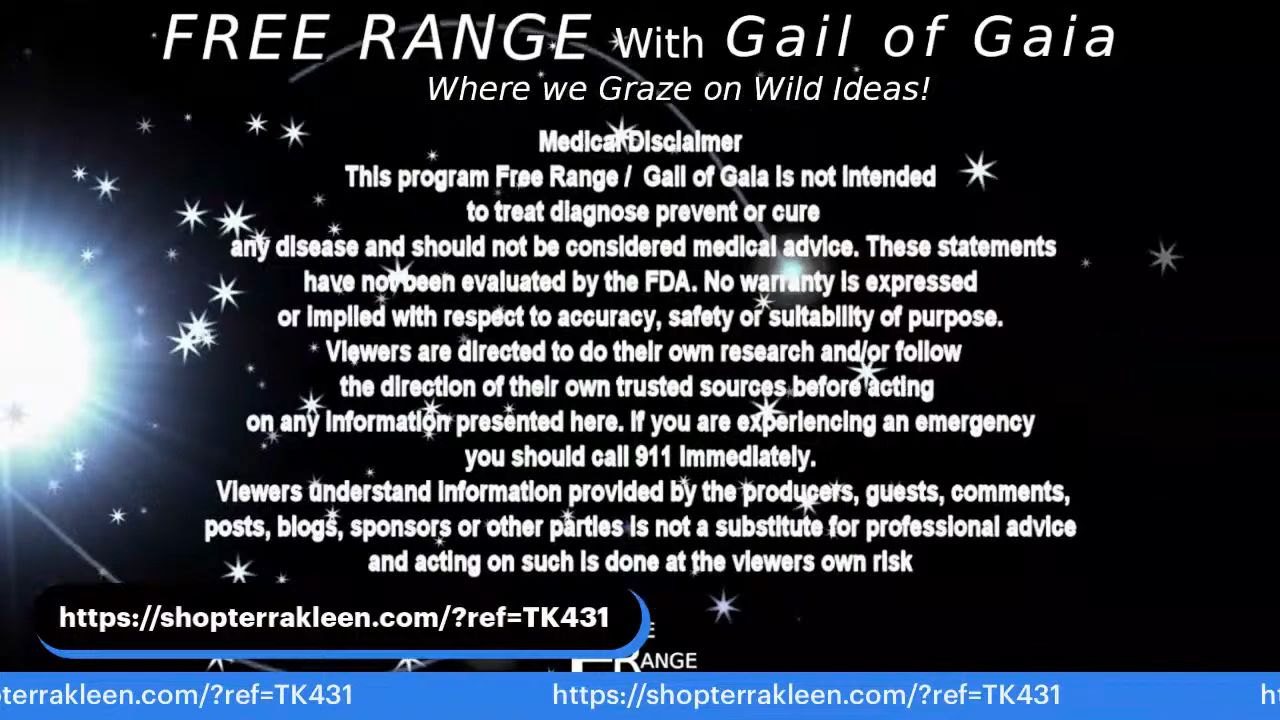 FREE RANGE With Gail of Gaia
Where we Graze on Wild Ideas!
Medical Disclaimer
This program Free Range / Gail of Gaia is not intended
to treat diagnose prevent or cure
any disease and should not be considered medical advice. These statements
have not been evaluated by the FDA. No warranty is expressed
or implied with respect to accuracy, safety or suitability of purpose.
Viewers are directed to do their own research and/or follow
the direction of their own trusted sources before acting
on any information presented here. If you are experiencing an emergency
you should call 911 immediately.
Viewers understand information provided by the producers, guests, comments,
posts, blogs, sponsors or other parties is not a substitute for professional advice
and acting on such is done at the viewers own risk
https://shopterrakleen.com/?ref=TK431
RANGE
terrakleen.com/?ref=TK431 https://shopterrakleen.com/?ref=TK431 ht